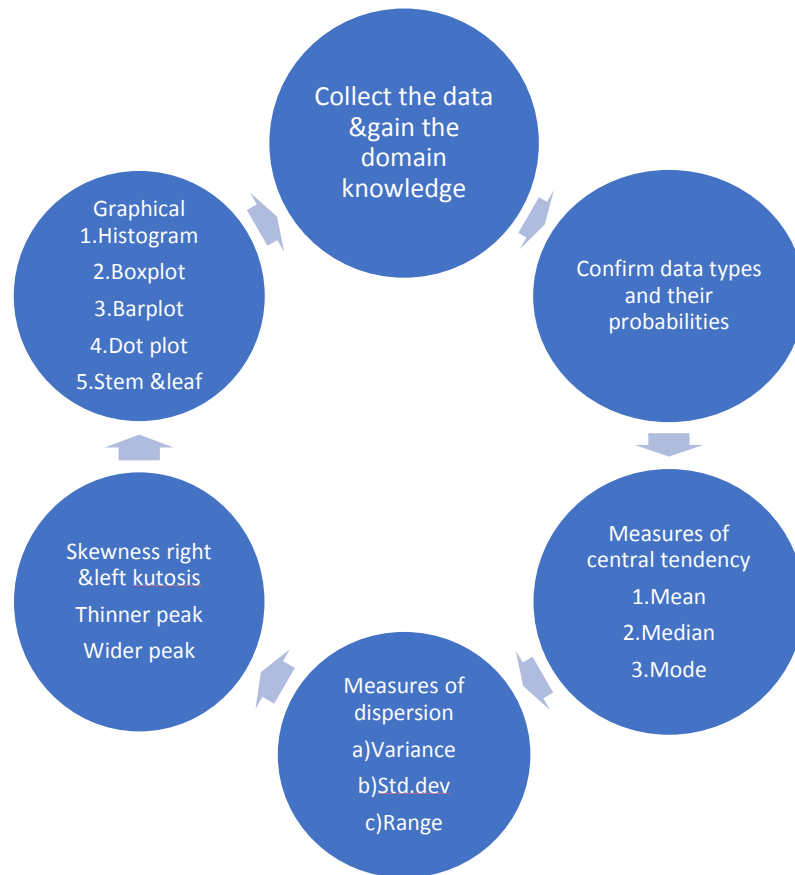 Collect the data
&gain the
domain
knowledge
Confirm data types
and their
probabilities
Measures of
central tendency
1.Mean
2.Median
3.Mode
Measures of
dispersion
a)Variance
b)Std.dev
c)Range
Skewness right
&left kutosis
Thinner peak
Wider peak
Graphical
1.Histogram
2.Boxplot
3.Barplot
4.Dot plot
5.Stem &leaf